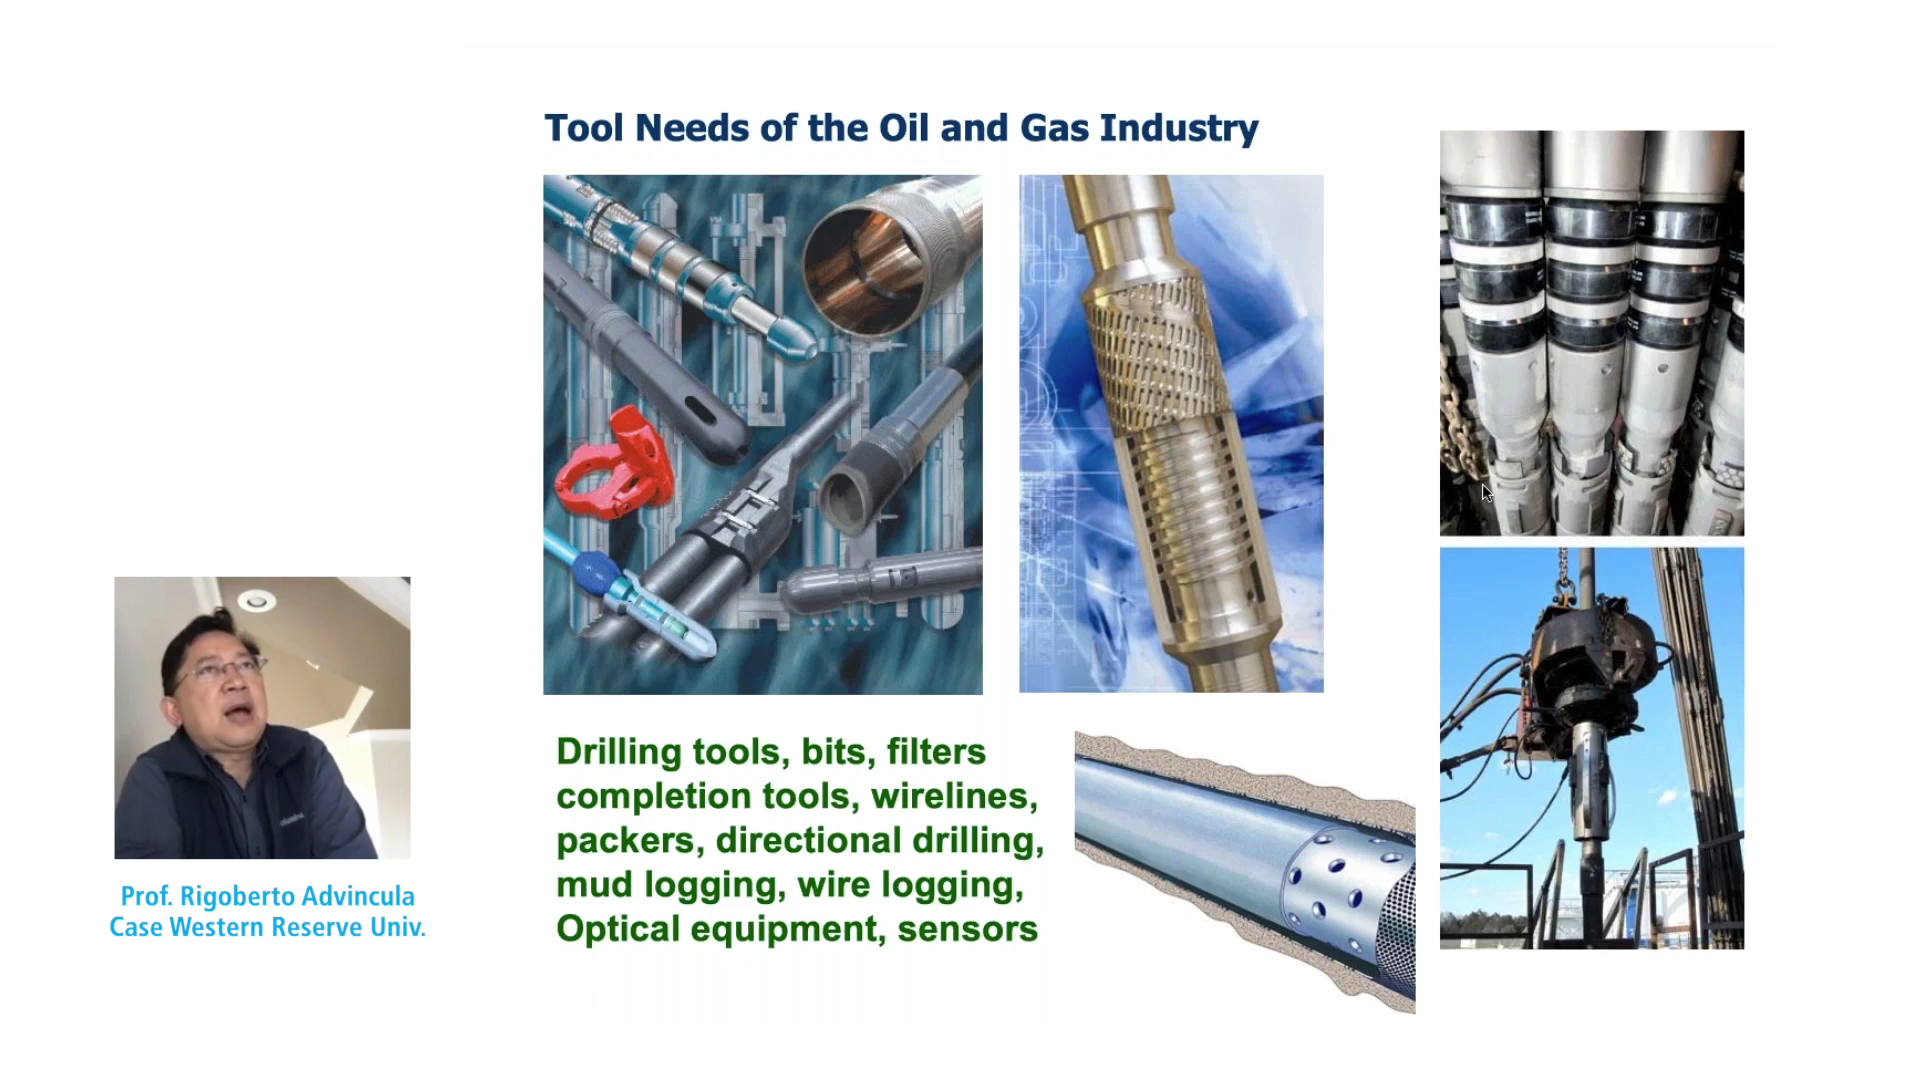 Tool Needs of the Oil and Gas Industry
Drilling tools, bits, filters
completion tools, wirelines,
packers, directional drilling,
mud logging, wire logging,
Optical equipment, sensors
Prof. Rigoberto Advincula
Case Western Reserve Univ.